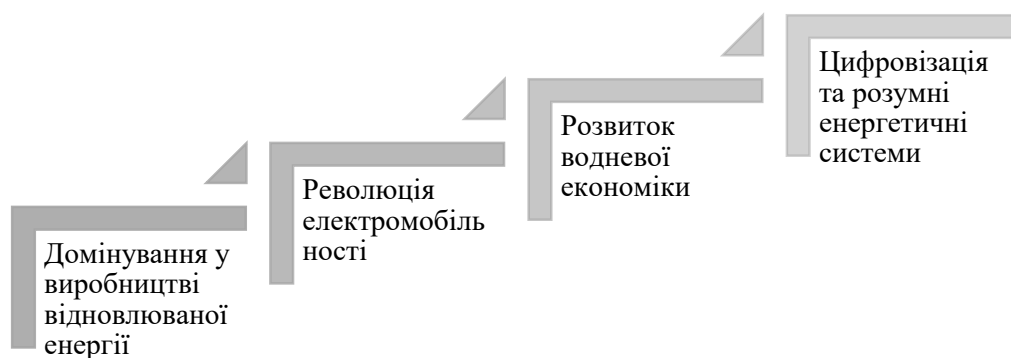 Домінування у
виробництві
відновлюваної
енергії
Революція
електромобіль
ності
Розвиток
водневої
економіки
Цифровізація
та розумні
енергетичні
системи